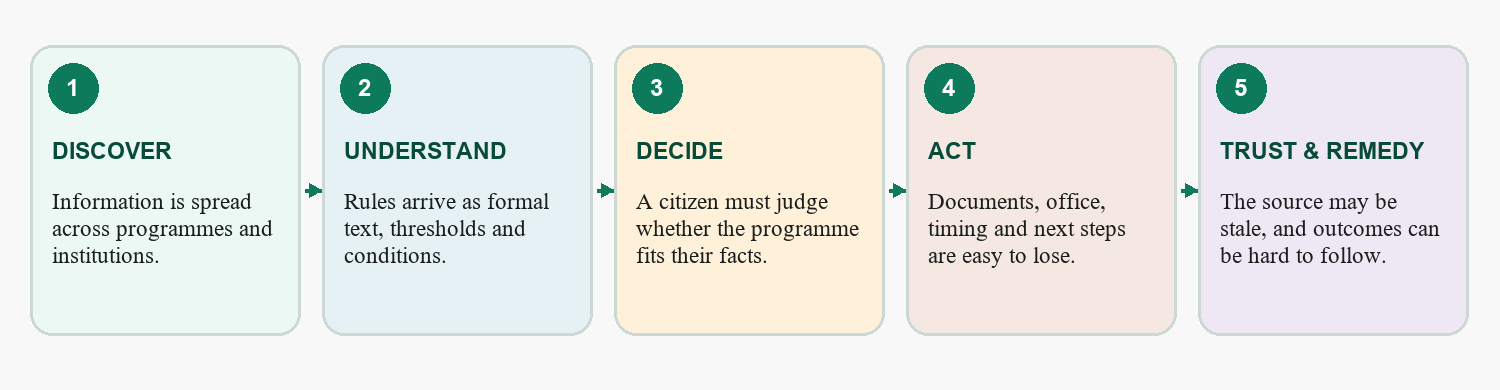 1
DISCOVER
Information is spread
across programmes and
institutions.
2
UNDERSTAND
Rules arrive as formal
text, thresholds and
conditions.
3
DECIDE
A citizen must judge
whether the programme
fits their facts.
4
ACT
Documents, office,
timing and next steps
are easy to lose.
5
TRUST & REMEDY
The source may be
stale, and outcomes can
be hard to follow.